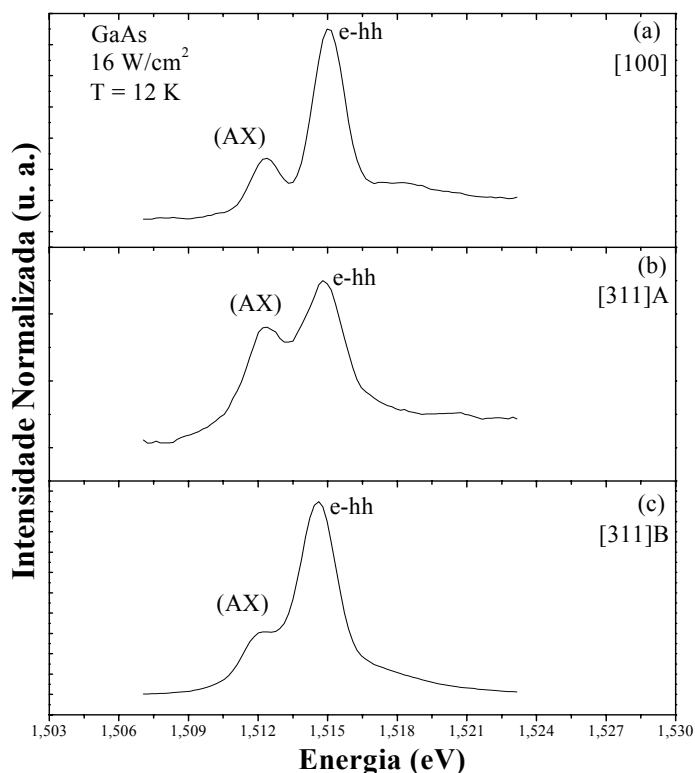 GaAs
16 W/cm²
T = 12 K
e-hh
(AX)
(a)
[100]
(b)
[311]A
e-hh
(AX)
(c)
[311]B
e-hh
(AX)
Intensidade Normalizada (u. a.)
1,503 1,506 1,509 1,512 1,515 1,518 1,521 1,524 1,527 1,530
Energia (eV)